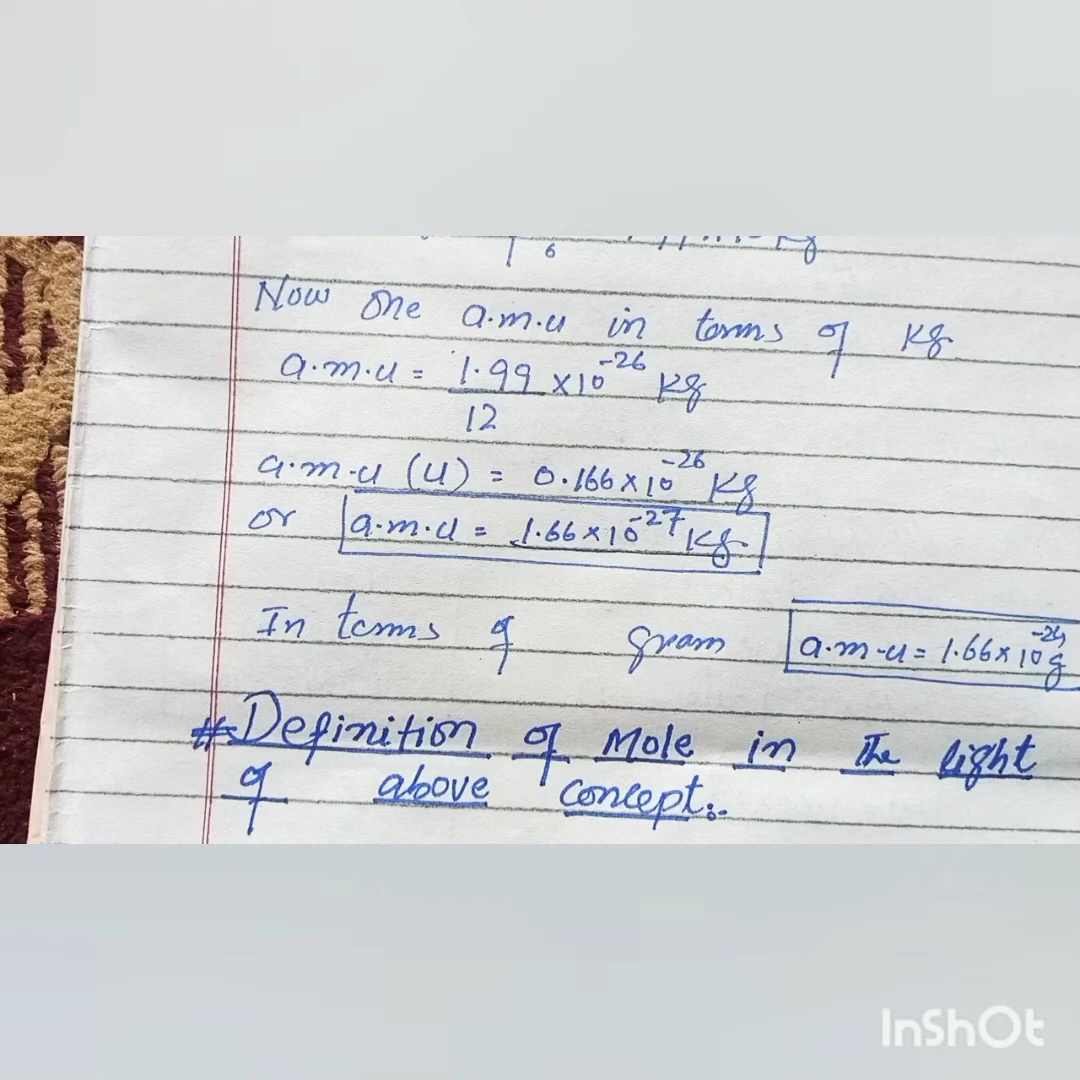 6
Now one a.m.u in terms of Kg
a.m.u = 1.99 × 10⁻²⁶ Kg
12
a.m.u (u) = 0.166 × 10⁻²⁶ Kg
or a.m.u = 1.66 × 10⁻²⁷ Kg.
In terms of gram a.m.u = 1.66 × 10⁻²⁴ g
# Definition of Mole in The light
of above concept:-
InShOt